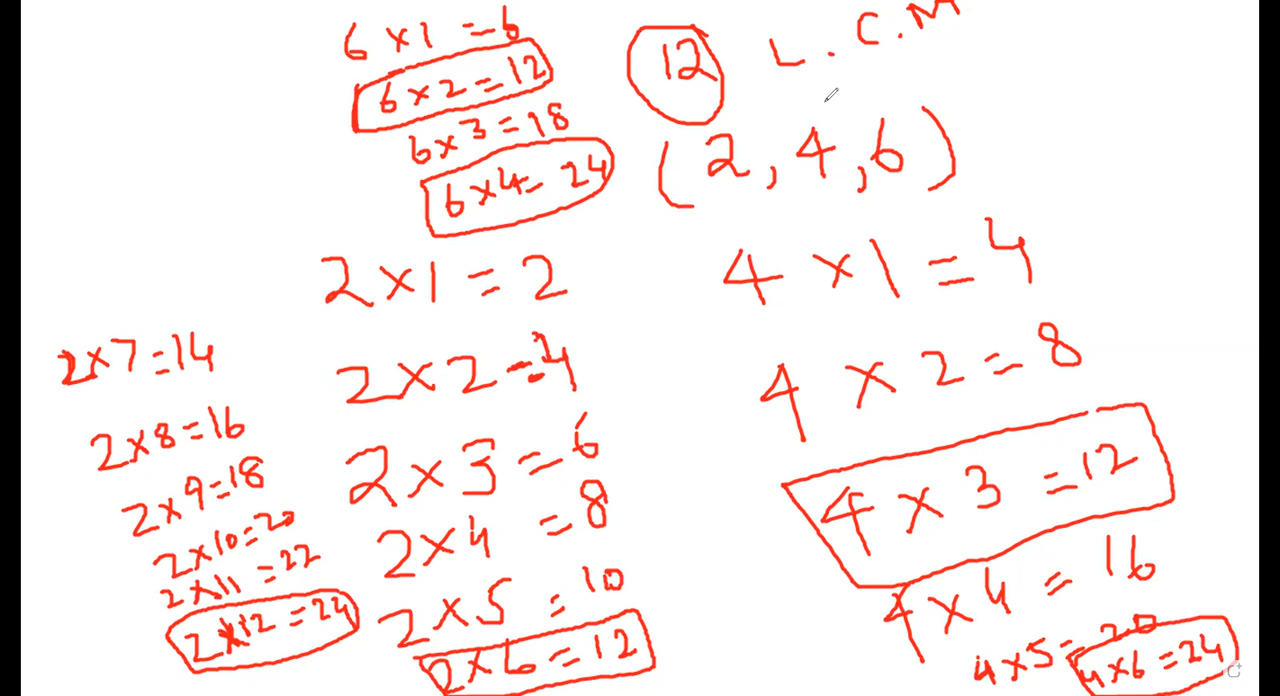 6 x 1 = 6
6 x 2 = 12
6 x 3 = 18
6 x 4 = 24
12 L.C.M
(2, 4, 6)
2 x 1 = 2
2 x 2 = 4
2 x 3 = 6
2 x 4 = 8
2 x 5 = 10
2 x 6 = 12
2 x 7 = 14
2 x 8 = 16
2 x 9 = 18
2 x 10 = 20
2 x 11 = 22
2 x 12 = 24
4 x 1 = 4
4 x 2 = 8
4 x 3 = 12
4 x 4 = 16
4 x 5 = 20
4 x 6 = 24